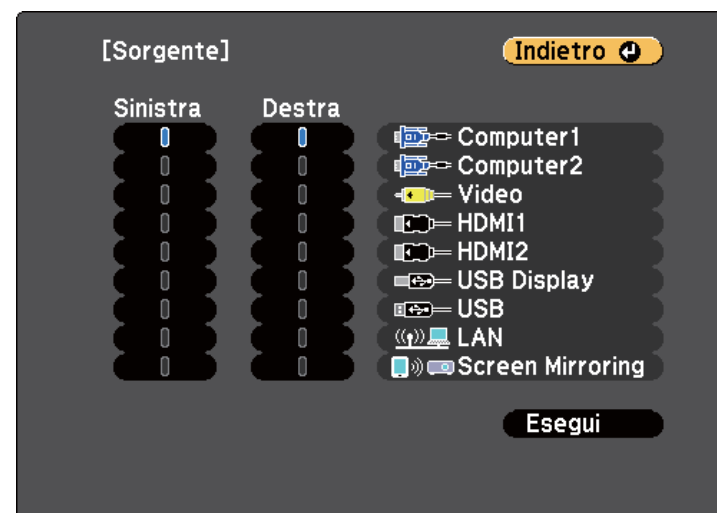 [Sorgente]
Indietro
Sinistra Destra
Computer1
Computer2
Video
HDMI1
HDMI2
USB Display
USB
LAN
Screen Mirroring
Esegui